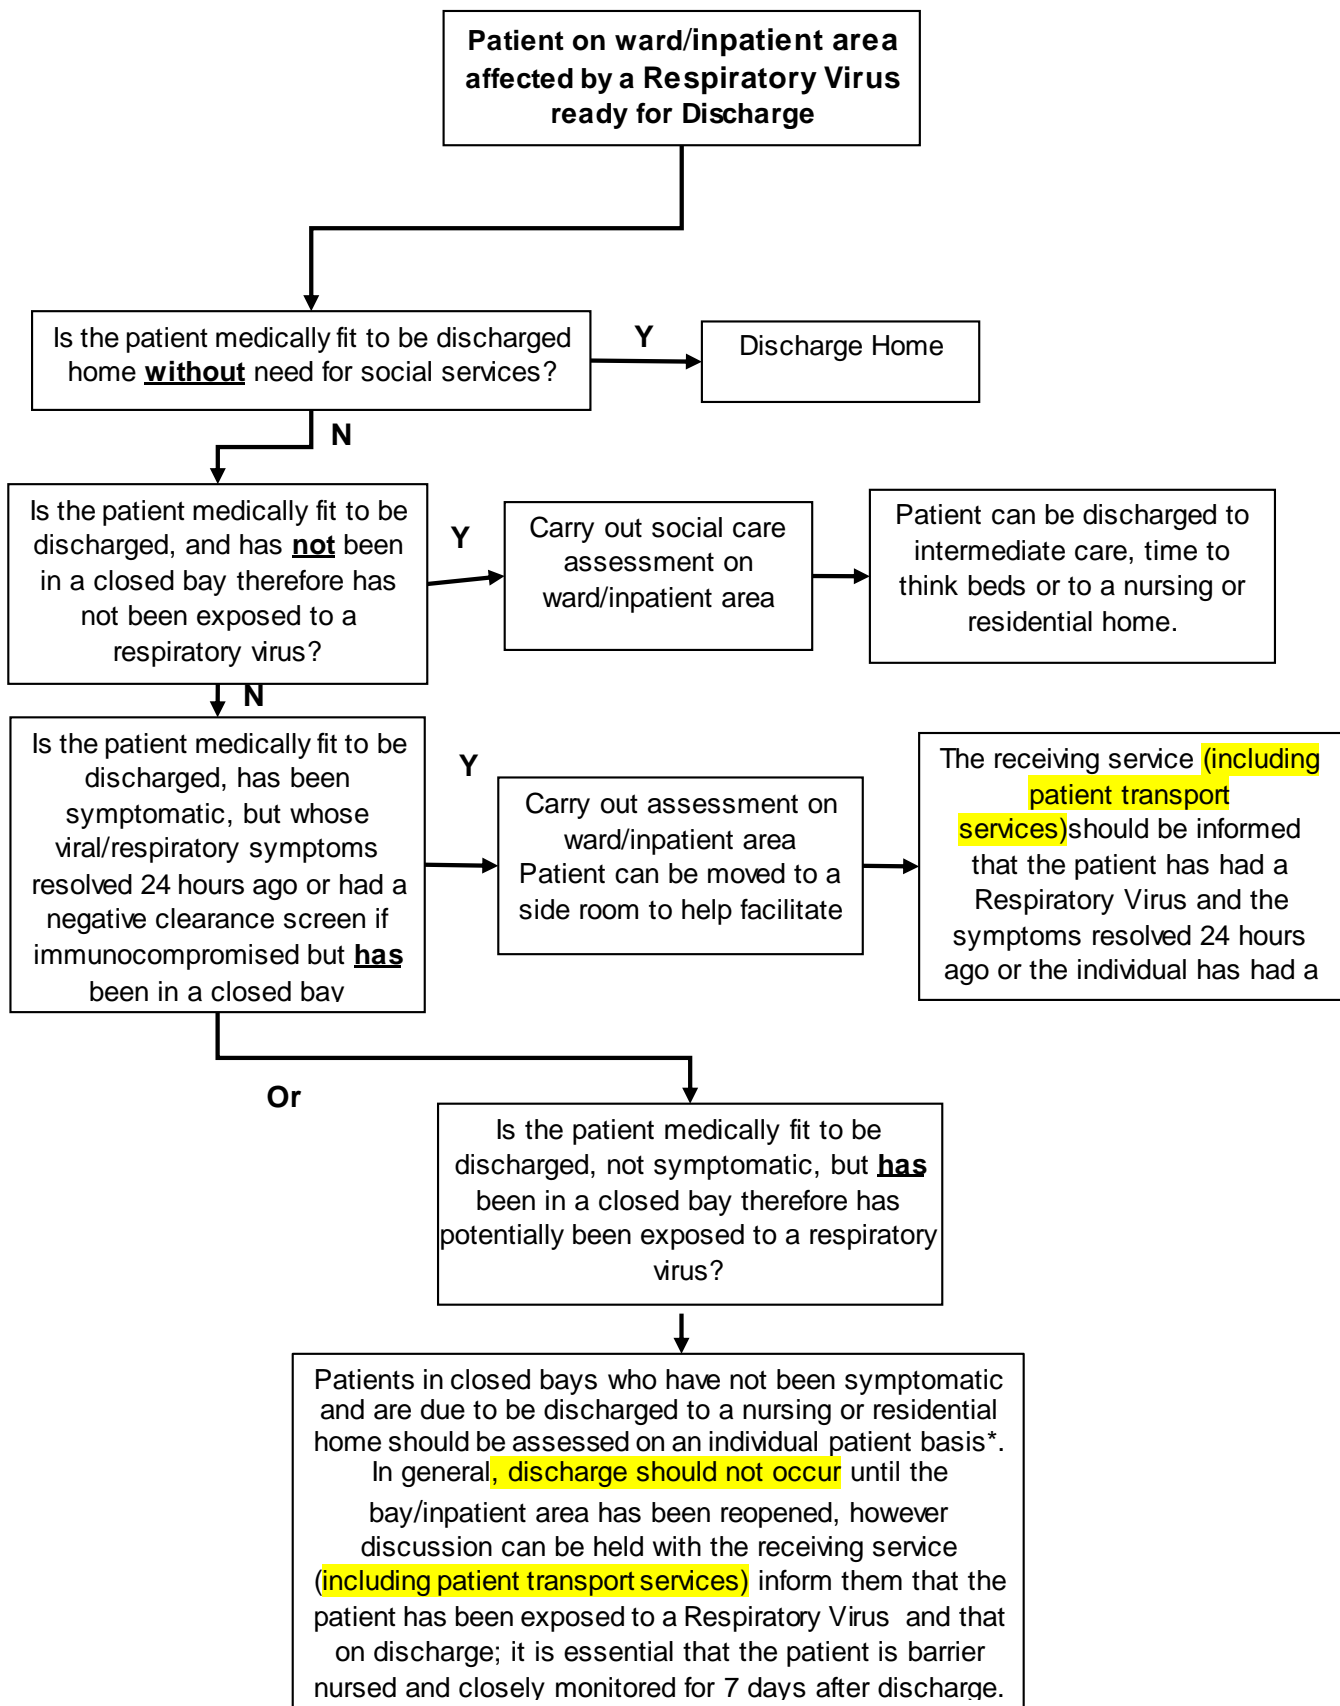 Patient on ward/inpatient area
affected by a Respiratory Virus
ready for Discharge
Is the patient medically fit to be discharged
home without need for social services?
Y
Discharge Home
N
Is the patient medically fit to be
discharged, and has not been
in a closed bay therefore has
not been exposed to a
respiratory virus?
Y
Carry out social care
assessment on
ward/inpatient area
Patient can be discharged to
intermediate care, time to
think beds or to a nursing or
residential home.
N
Is the patient medically fit to be
discharged, has been
symptomatic, but whose
viral/respiratory symptoms
resolved 24 hours ago or had a
negative clearance screen if
immunocompromised but has
been in a closed bay
Y
Carry out assessment on
ward/inpatient area
Patient can be moved to a
side room to help facilitate
The receiving service (including
patient transport
services)should be informed
that the patient has had a
Respiratory Virus and the
symptoms resolved 24 hours
ago or the individual has had a
Or
Is the patient medically fit to be
discharged, not symptomatic, but has
been in a closed bay therefore has
potentially been exposed to a respiratory
virus?
Patients in closed bays who have not been symptomatic
and are due to be discharged to a nursing or residential
home should be assessed on an individual patient basis*.
In general, discharge should not occur until the
bay/inpatient area has been reopened, however
discussion can be held with the receiving service
(including patient transport services) inform them that the
patient has been exposed to a Respiratory Virus and that
on discharge; it is essential that the patient is barrier
nursed and closely monitored for 7 days after discharge.